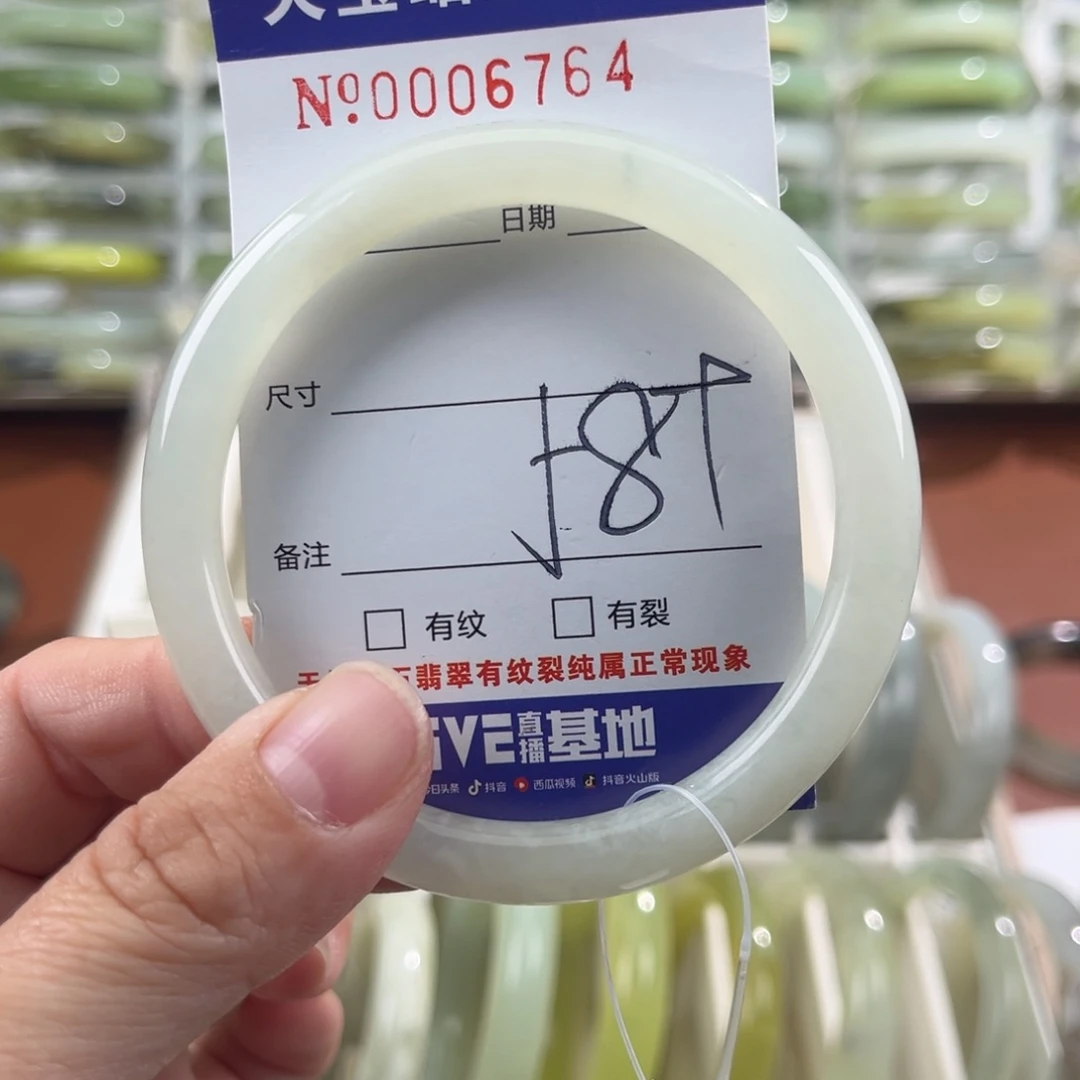 №0006764
日期
尺寸
备注
有纹 有裂
翡翠有纹裂纯属正常现象
直播基地
抖音 西瓜视频 抖音火山版